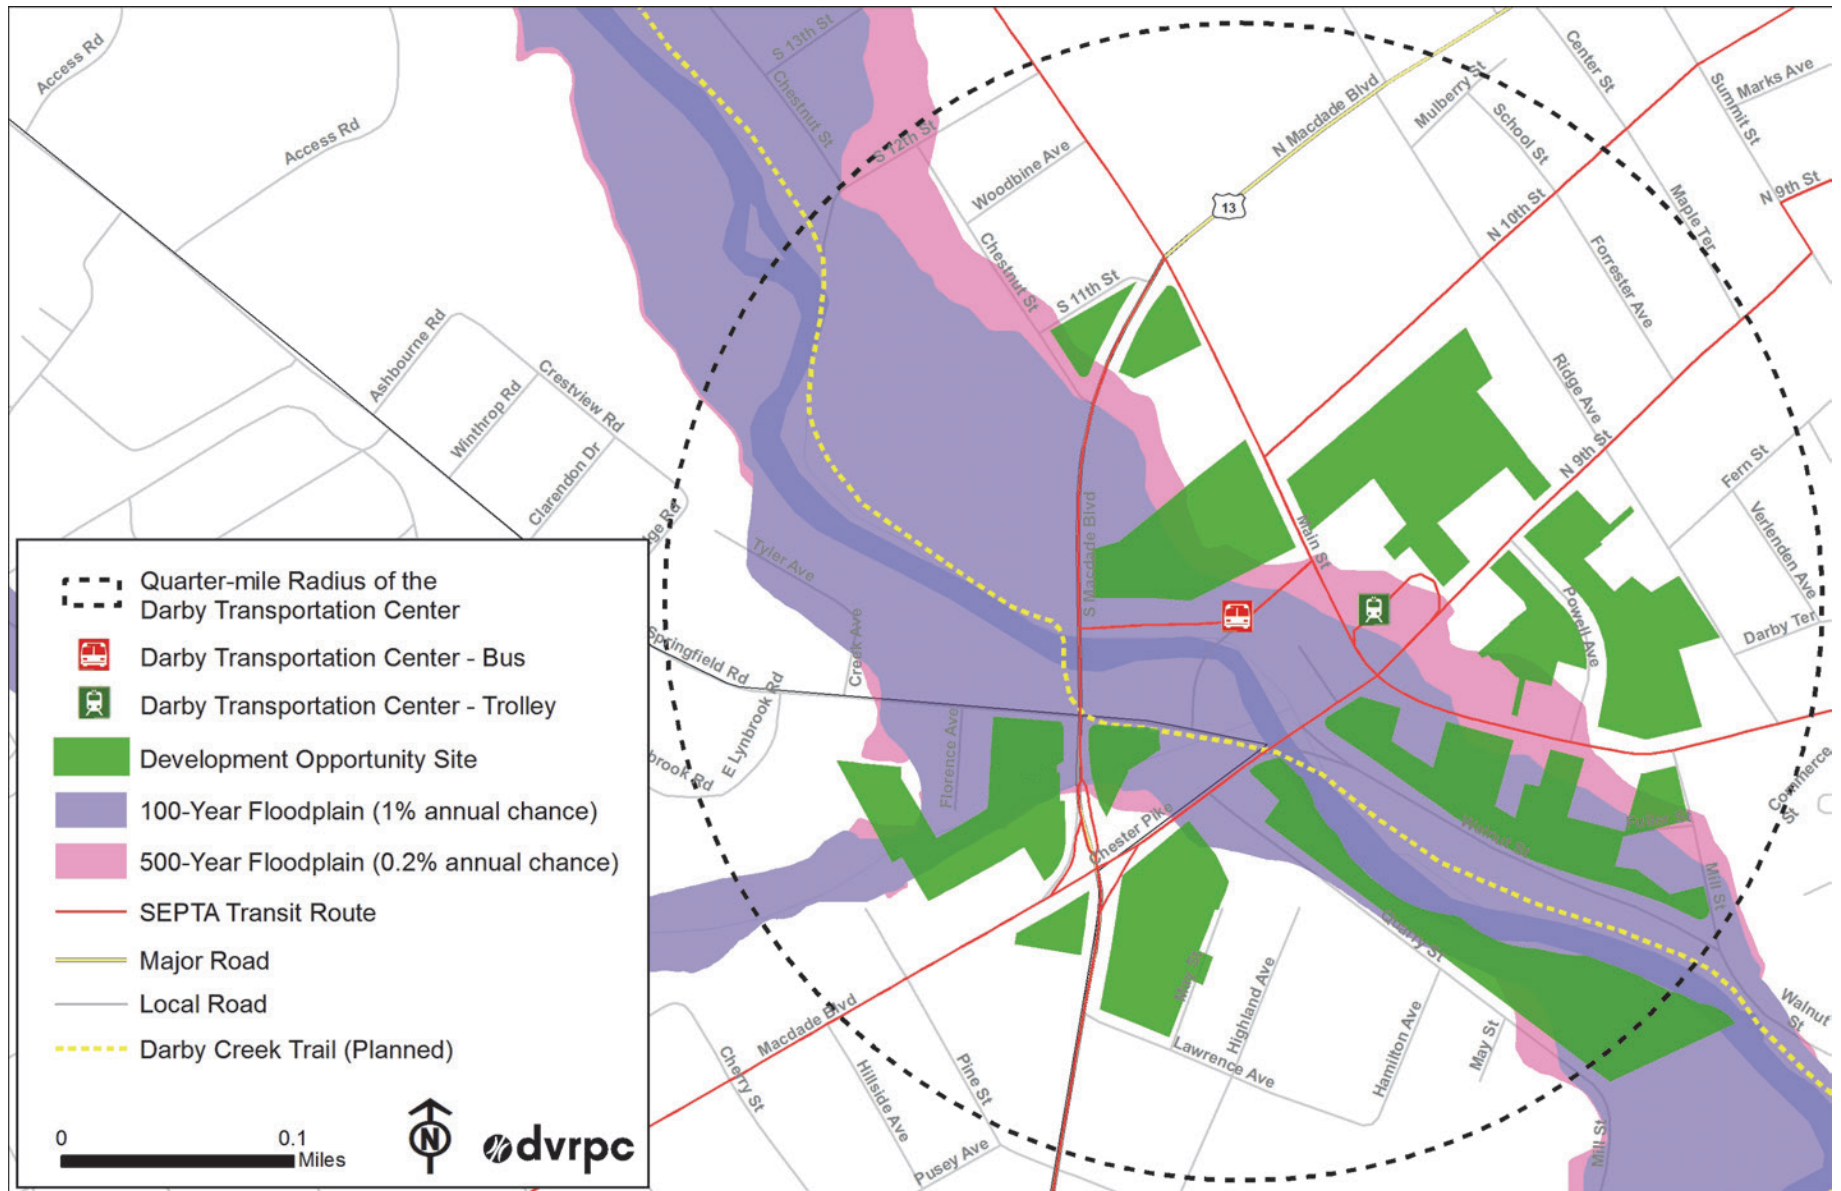 Access Rd
Access Rd
S 13th St
Chestnut St
S 12th St
Woodbine Ave
Chestnut St
S 11th St
N Macdade Blvd
13
Mulberry St
School St
Center St
Summit St
Marks Ave
N 9th St
Maple Ter
N 10th St
Forrester Ave
Ridge Ave
N 9th St
Fern St
Verlenden Ave
Darby Ter
Powell Ave
Main St
S Macdade Blvd
Ashbourne Rd
Winthrop Rd
Crestview Rd
Clarendon Dr
Tyler Ave
Creek Ave
Springfield Rd
E Lynbrook Rd
brook Rd
Florence Ave
Chester Pike
Walnut St
Mill St
Commerce St
Quarry St
Walnut St
Macdade Blvd
Cherry St
Hillside Ave
Pine St
Pusey Ave
Lawrence Ave
Highland Ave
Hamilton Ave
May St
Mill St
Quarter-mile Radius of the
Darby Transportation Center
Darby Transportation Center - Bus
Darby Transportation Center - Trolley
Development Opportunity Site
100-Year Floodplain (1% annual chance)
500-Year Floodplain (0.2% annual chance)
SEPTA Transit Route
Major Road
Local Road
Darby Creek Trail (Planned)
0 0.1
Miles
N
dvrpc